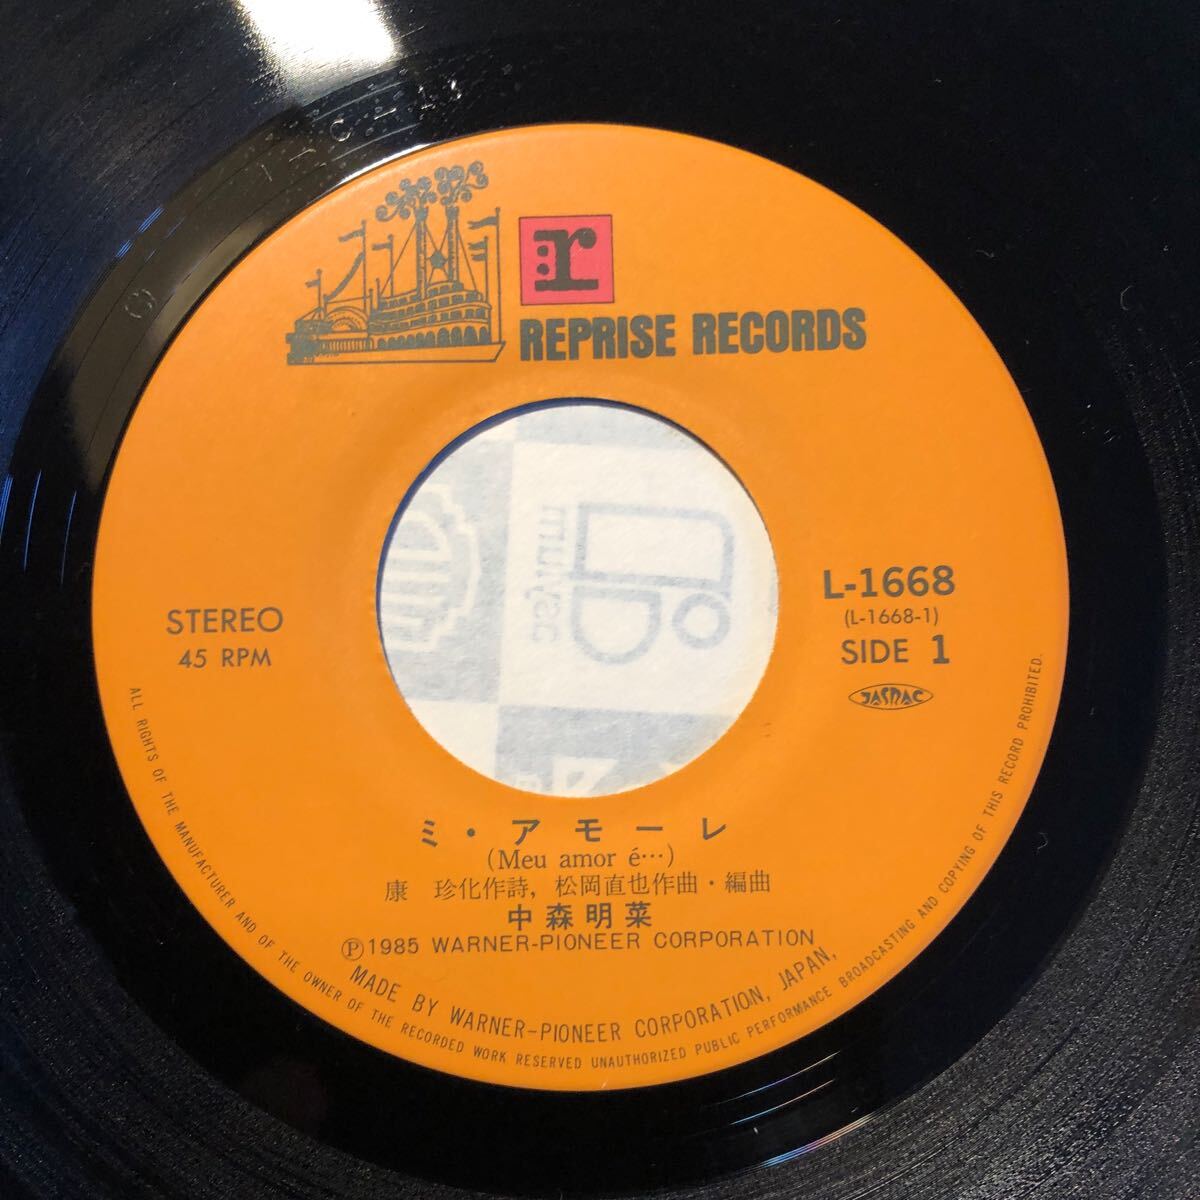 r
REPRISE RECORDS
STEREO
45 RPM
L-1668
(L-1668-1)
SIDE 1
JASRAC
ミ・アモーレ
(Meu amor é…)
康 珍化作詩, 松岡直也作曲・編曲
中森明菜
Ⓟ1985 WARNER-PIONEER CORPORATION
MADE BY WARNER-PIONEER CORPORATION, JAPAN,
ALL RIGHTS OF THE MANUFACTURER AND OF THE OWNER OF THE RECORDED WORK RESERVED UNAUTHORIZED PUBLIC PERFORMANCE BROADCASTING AND COPYING OF THIS RECORD PROHIBITED.